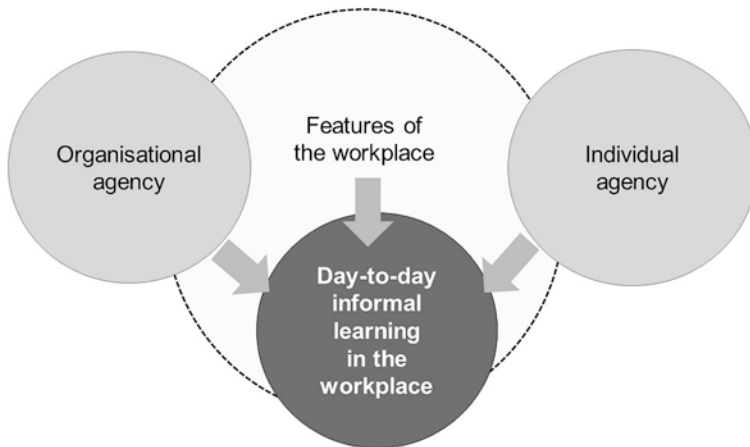 Organisational
agency
Features of
the workplace
Individual
agency
Day-to-day
informal
learning
in the
workplace